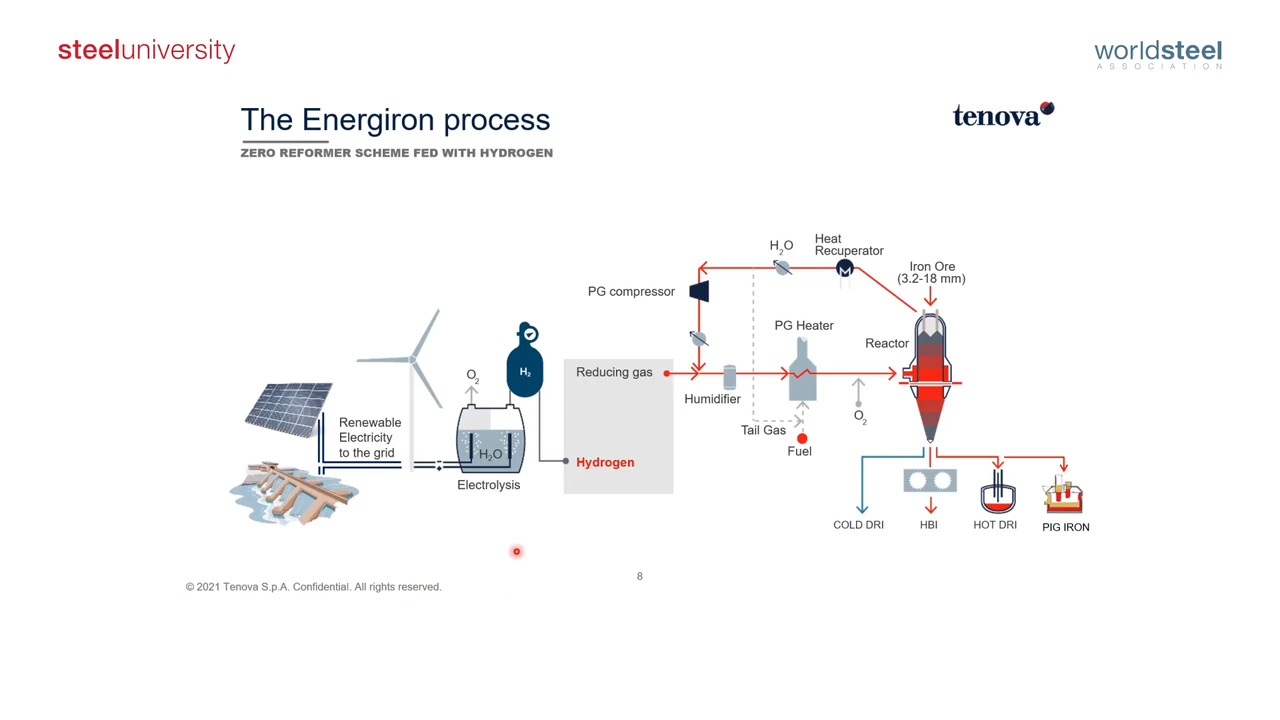 steeluniversity
worldsteel
ASSOCIATION
The Energiron process
tenova
ZERO REFORMER SCHEME FED WITH HYDROGEN
H2O
Heat
Recuperator
Iron Ore
(3.2-18 mm)
PG compressor
PG Heater
Reactor
O2
H2
Reducing gas
Humidifier
O2
Renewable
Electricity
to the grid
Tail Gas
Fuel
H2O
Hydrogen
Electrolysis
COLD DRI
HBI
HOT DRI
PIG IRON
8
© 2021 Tenova S.p.A. Confidential. All rights reserved.